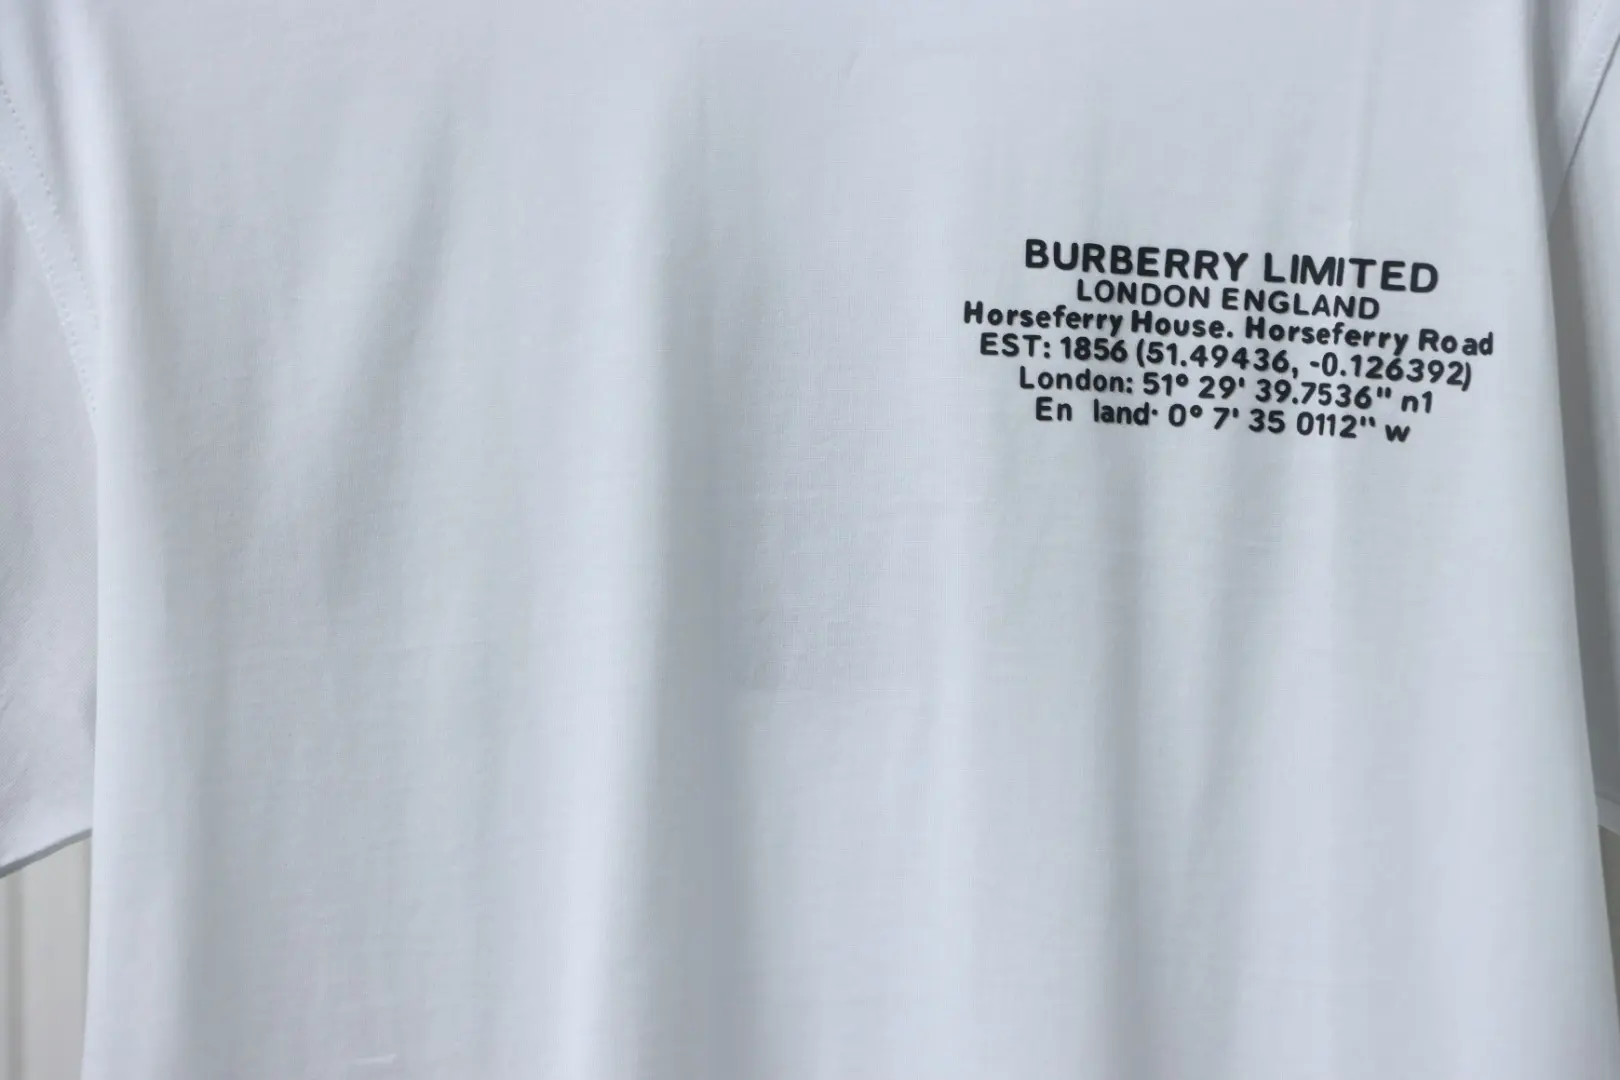 BURBERRY LIMITED
LONDON ENGLAND
Horseferry House. Horseferry Road
EST: 1856 (51.49436, -0.126392)
London: 51° 29' 39.7536" n1
En land· 0° 7' 35 0112" w